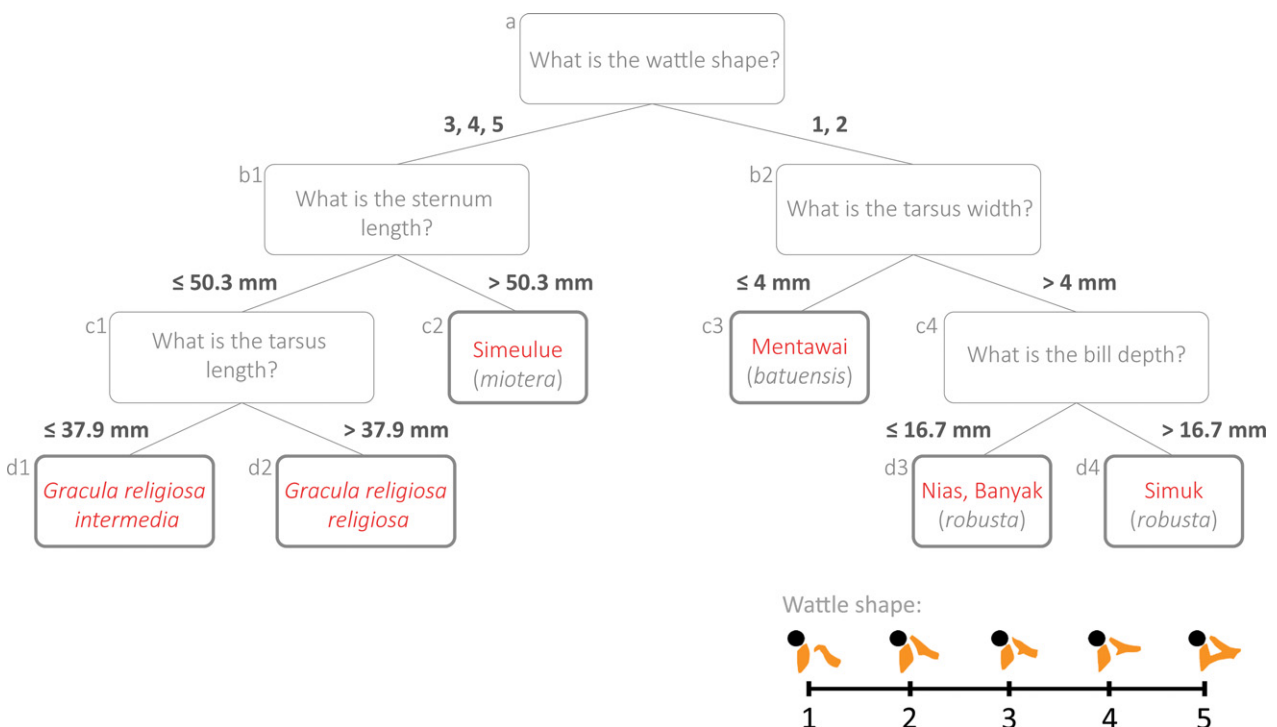 a
What is the wattle shape?
3, 4, 5
1, 2
b1
What is the sternum
length?
b2
What is the tarsus width?
≤ 50.3 mm
> 50.3 mm
≤ 4 mm
> 4 mm
c1
What is the tarsus
length?
c2
Simeulue
(miotera)
c3
Mentawai
(batuensis)
c4
What is the bill depth?
≤ 37.9 mm
> 37.9 mm
≤ 16.7 mm
> 16.7 mm
d1
Gracula religiosa
intermedia
d2
Gracula religiosa
religiosa
d3
Nias, Banyak
(robusta)
d4
Simuk
(robusta)
Wattle shape:
1 2 3 4 5